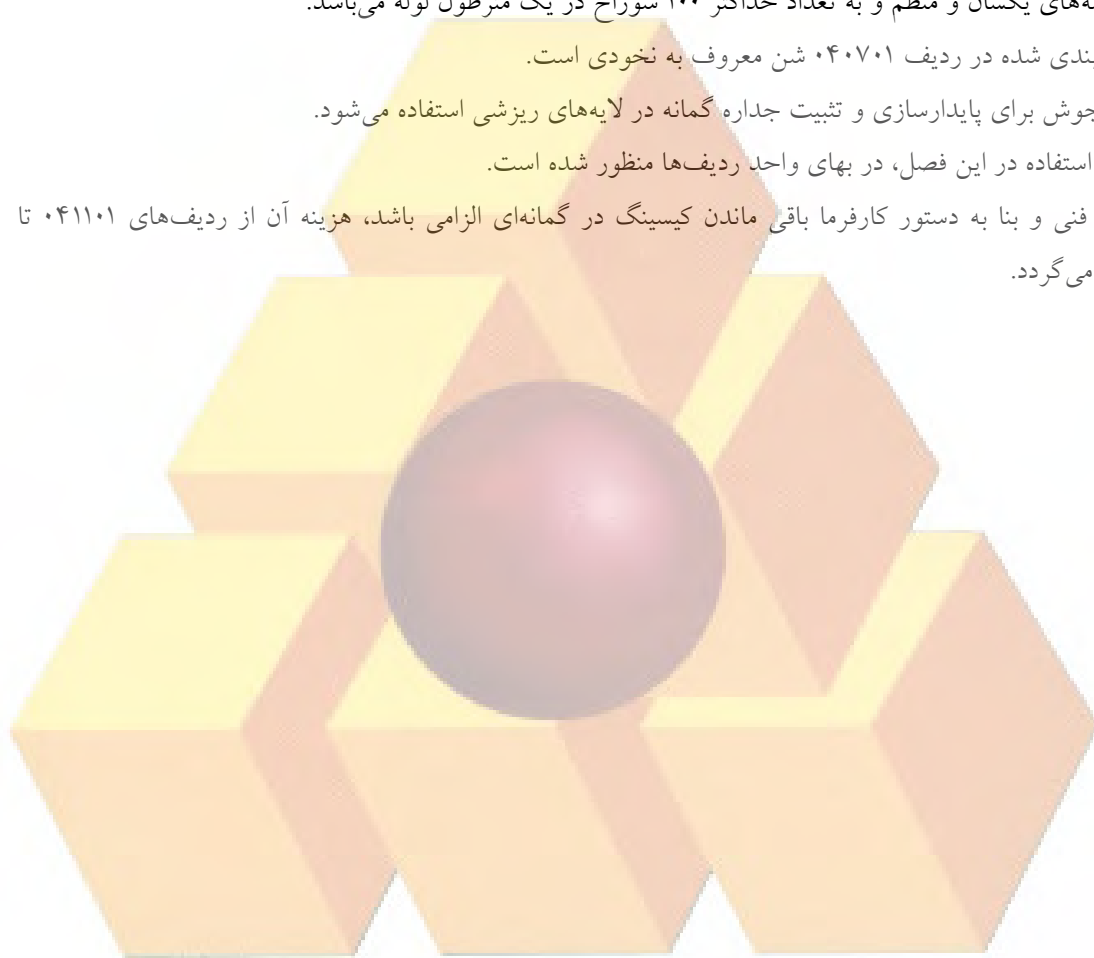 های یکسان و منظم و به تعداد حداکثر ۱۰۰ سوراخ در یک مترطول لوله می‌باشد.
بندی شده در ردیف ۰۴۰۷۰۱ شن معروف به نخودی است.
جوش برای پایدارسازی و تثبیت جداره گمانه در لایه‌های ریزشی استفاده می‌شود.
استفاده در این فصل، در بهای واحد ردیف‌ها منظور شده است.
فنی و بنا به دستور کارفرما باقی ماندن کیسینگ در گمانه‌ای الزامی باشد، هزینه آن از ردیف‌های ۰۴۱۱۰۱ تا
می‌گردد.